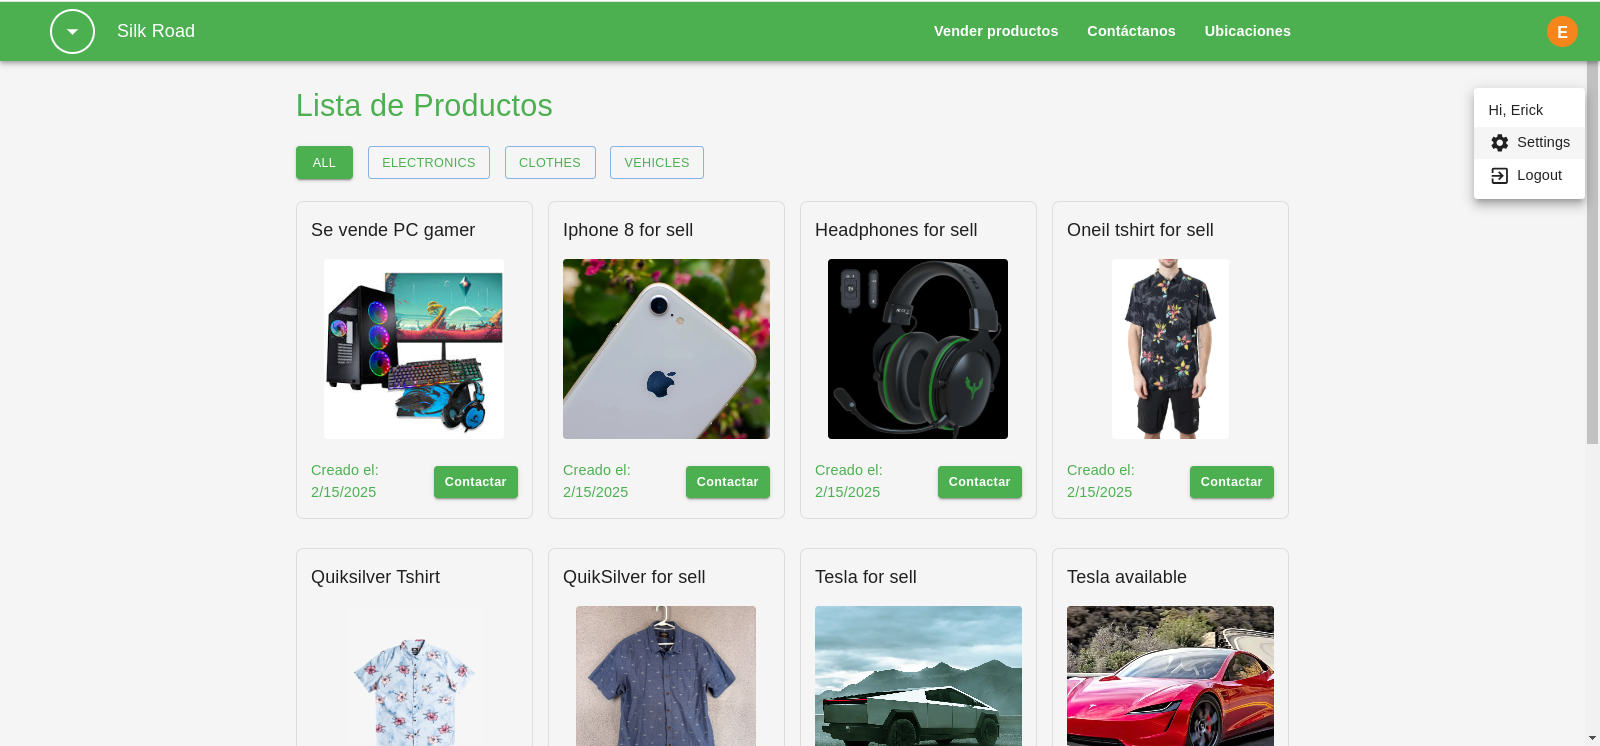 Silk Road
Vender productos
Contáctanos
Ubicaciones
E
Hi, Erick
Settings
Logout
Lista de Productos
ALL
ELECTRONICS
CLOTHES
VEHICLES
Se vende PC gamer
Iphone 8 for sell
Headphones for sell
Oneil tshirt for sell
Creado el:
2/15/2025
Contactar
Creado el:
2/15/2025
Contactar
Creado el:
2/15/2025
Contactar
Creado el:
2/15/2025
Contactar
Quiksilver Tshirt
QuikSilver for sell
Tesla for sell
Tesla available